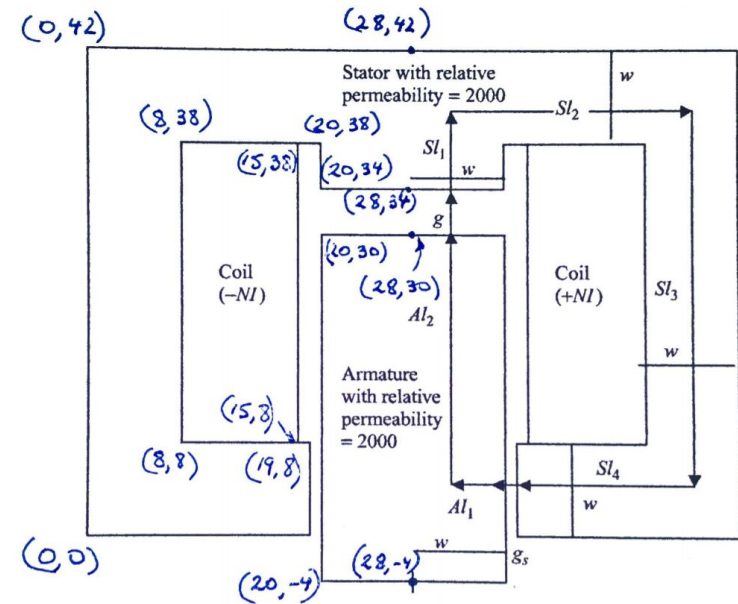 (0,42)
(28,42)
Stator with relative
permeability = 2000
w
Sl2
(8,38)
(20,38)
Sl1
(15,38)
(20,34)
w
(28,34)
g
(20,30)
(28,30)
Coil
(−NI)
Coil
(+NI)
Sl3
Al2
w
Armature
with relative
permeability
= 2000
(15,8)
(8,8)
(19,8)
Sl4
Al1
w
w
gs
(0,0)
(28,-4)
(20,-4)